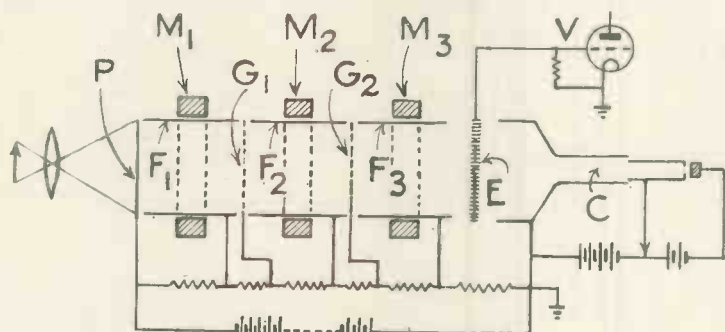 M₁ M₂ M₃ V
P G₁ G₂
F₁ F₂ F₃ E C